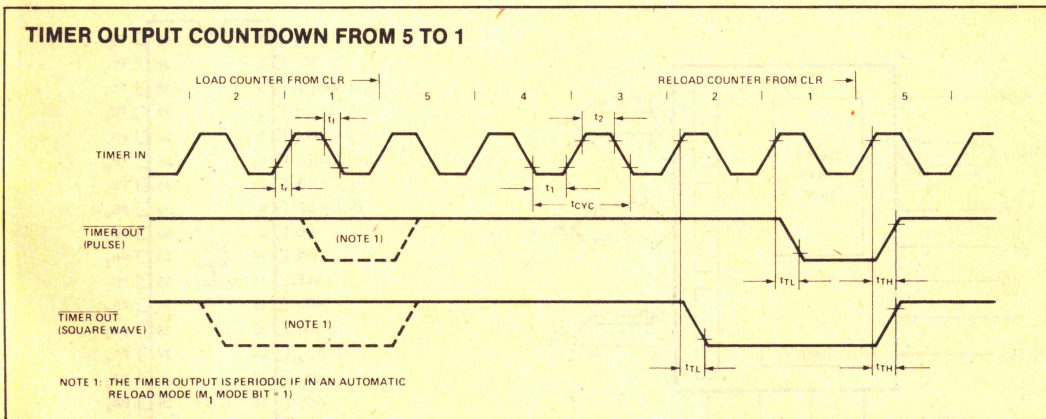 TIMER OUTPUT COUNTDOWN FROM 5 TO 1
LOAD COUNTER FROM CLR
RELOAD COUNTER FROM CLR
2 1 5 4 3 2 1 5
TIMER IN
tf
t2
tr
t1
tCYC
TIMER OUT
(PULSE)
(NOTE 1)
tTL
tTH
TIMER OUT
(SQUARE WAVE)
(NOTE 1)
tTL
tTH
NOTE 1: THE TIMER OUTPUT IS PERIODIC IF IN AN AUTOMATIC
RELOAD MODE (M1 MODE BIT = 1)